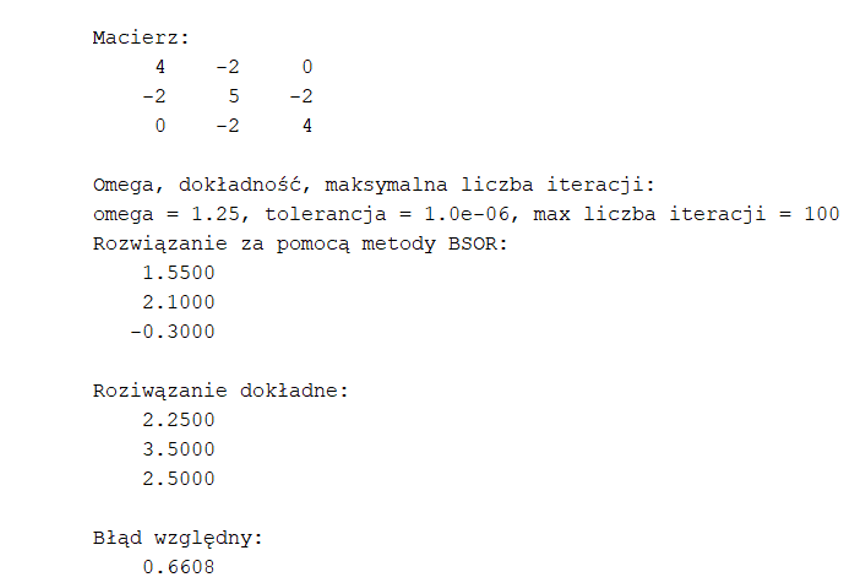 Macierz:
4 -2 0
-2 5 -2
0 -2 4
Omega, dokładność, maksymalna liczba iteracji:
omega = 1.25, tolerancja = 1.0e-06, max liczba iteracji = 100
Rozwiązanie za pomocą metody BSOR:
1.5500
2.1000
-0.3000
Roziwązanie dokładne:
2.2500
3.5000
2.5000
Błąd względny:
0.6608